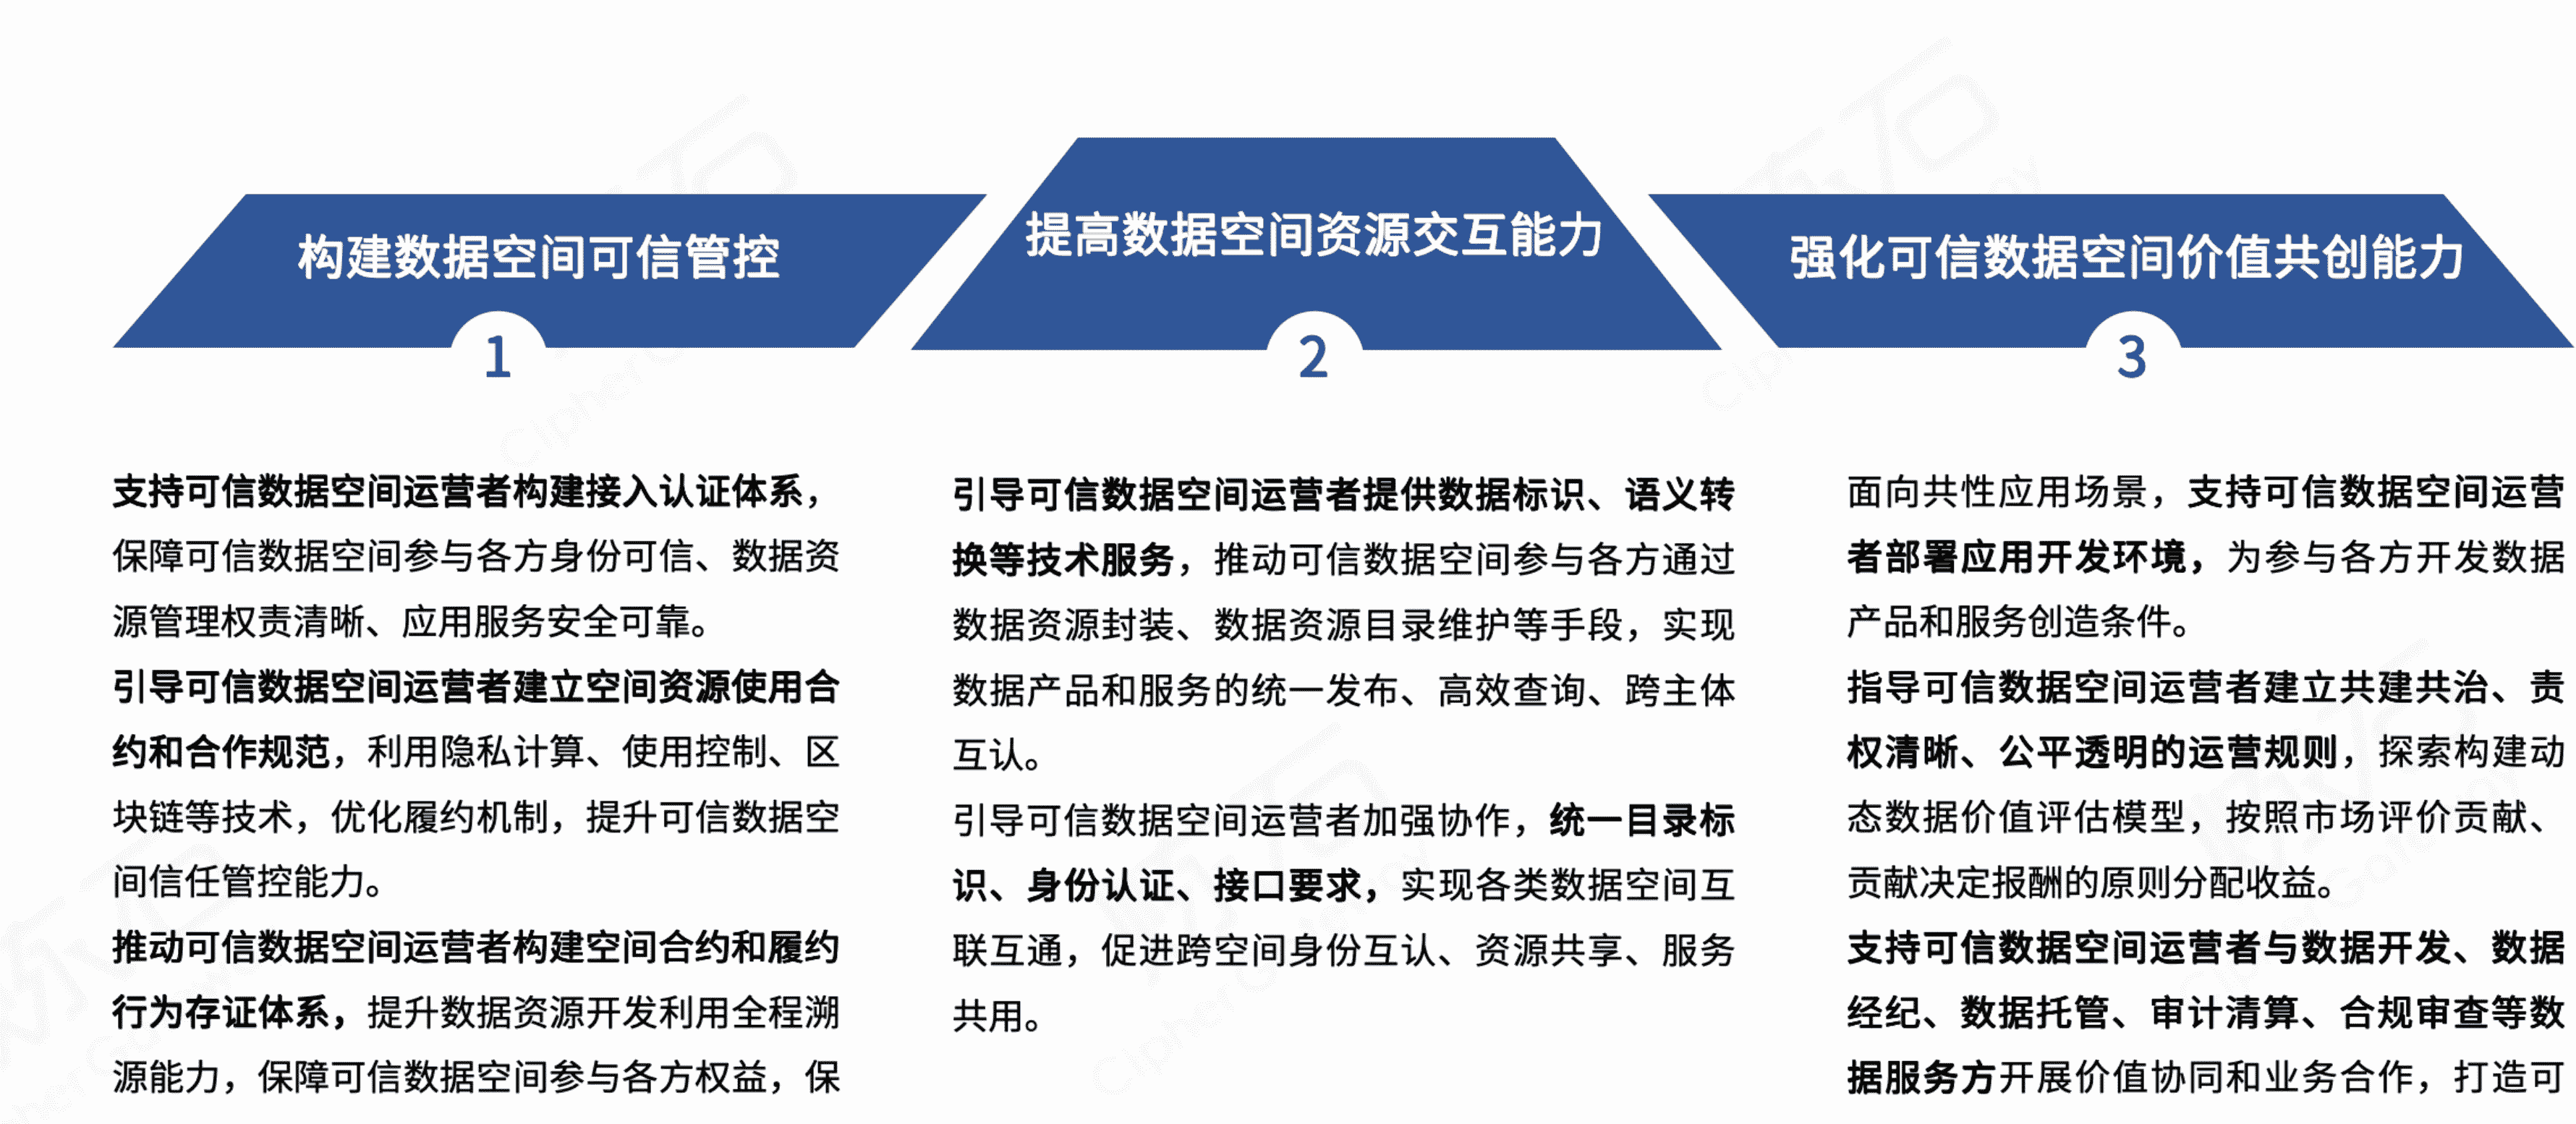 构建数据空间可信管控
1
支持可信数据空间运营者构建接入认证体系，
保障可信数据空间参与各方身份可信、数据资
源管理权责清晰、应用服务安全可靠。
引导可信数据空间运营者建立空间资源使用合
约和合作规范，利用隐私计算、使用控制、区
块链等技术，优化履约机制，提升可信数据空
间信任管控能力。
推动可信数据空间运营者构建空间合约和履约
行为存证体系，提升数据资源开发利用全程溯
源能力，保障可信数据空间参与各方权益，保
提高数据空间资源交互能力
2
引导可信数据空间运营者提供数据标识、语义转
换等技术服务，推动可信数据空间参与各方通过
数据资源封装、数据资源目录维护等手段，实现
数据产品和服务的统一发布、高效查询、跨主体
互认。
引导可信数据空间运营者加强协作，统一目录标
识、身份认证、接口要求，实现各类数据空间互
联互通，促进跨空间身份互认、资源共享、服务
共用。
强化可信数据空间价值共创能力
3
面向共性应用场景，支持可信数据空间运营
者部署应用开发环境，为参与各方开发数据
产品和服务创造条件。
指导可信数据空间运营者建立共建共治、责
权清晰、公平透明的运营规则，探索构建动
态数据价值评估模型，按照市场评价贡献、
贡献决定报酬的原则分配收益。
支持可信数据空间运营者与数据开发、数据
经纪、数据托管、审计清算、合规审查等数
据服务方开展价值协同和业务合作，打造可